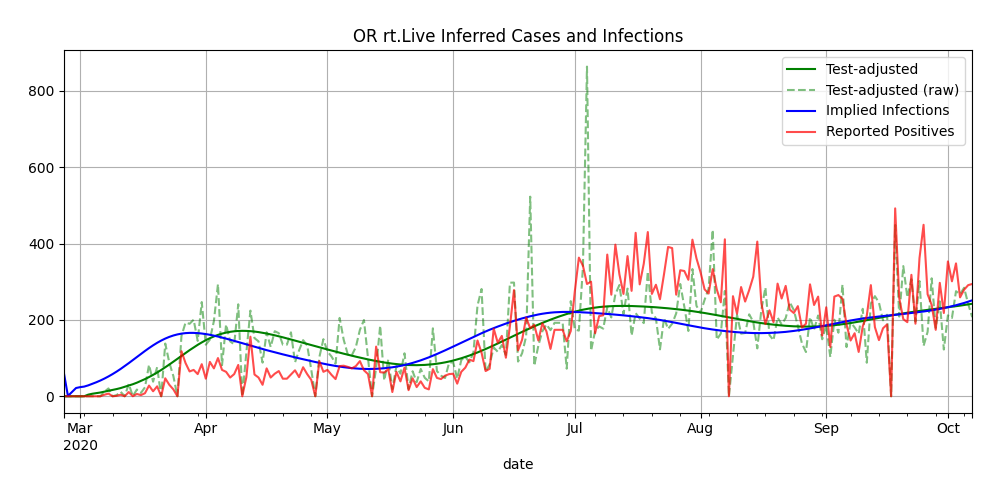 OR rt.Live Inferred Cases and Infections
Test-adjusted
Test-adjusted (raw)
Implied Infections
Reported Positives
800
600
400
200
0
Mar Apr May Jun Jul Aug Sep Oct
2020
date